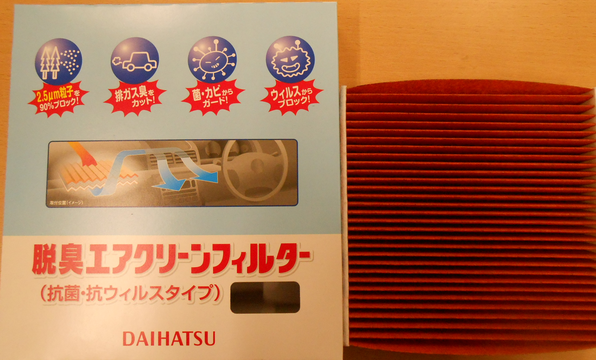 2.5μm粒子を
90%ブロック!
排ガス臭を
カット!
菌・カビから
ガード!
ウィルスから
ブロック!
脱臭エアクリーンフィルター
(抗菌・抗ウィルスタイプ)
DAIHATSU